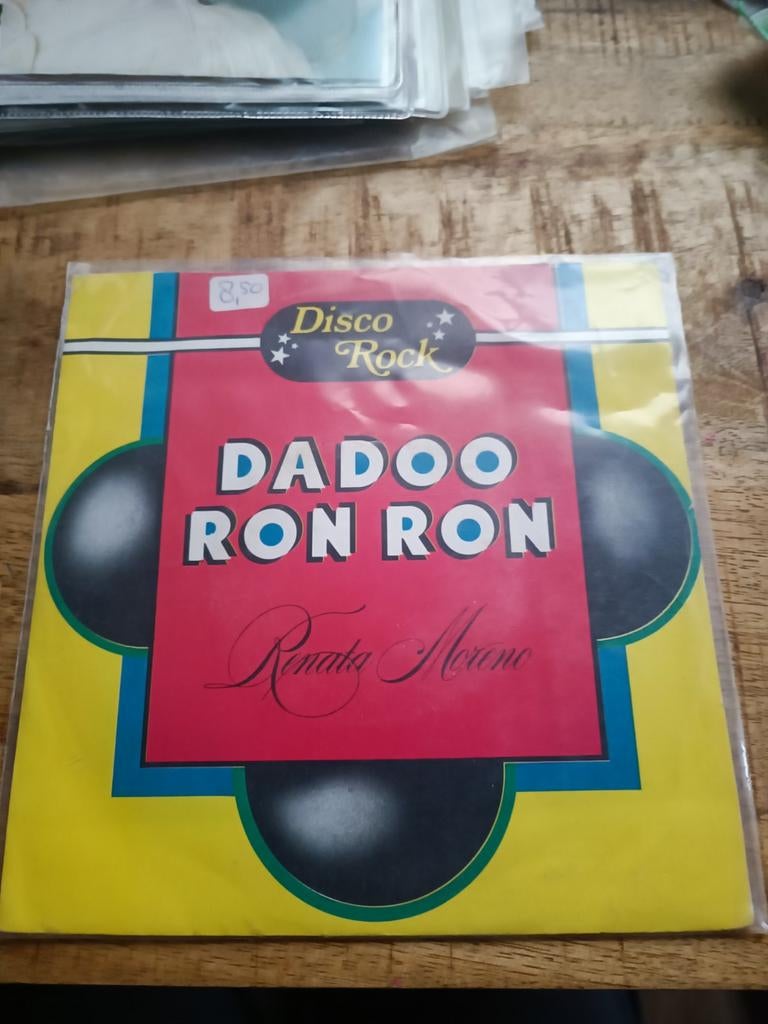 8,50
Disco
Rock
DADOO
RON RON
Renata Moreno